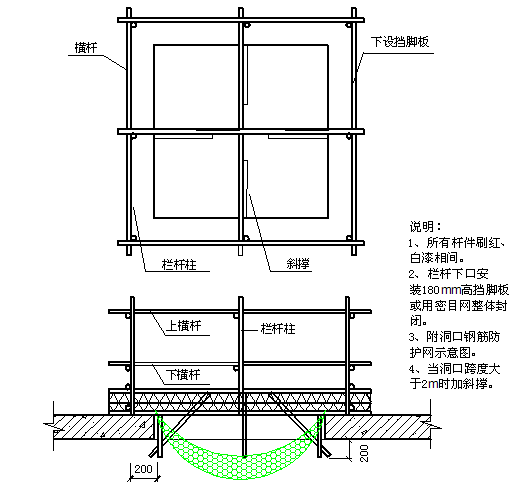 横杆
下设挡脚板
栏杆柱
斜撑
说明：
1、所有杆件刷红、
白漆相间。
2、栏杆下口安
装180mm高挡脚板
或用密目网整体封
闭。
3、附洞口钢筋防
护网示意图。
4、当洞口跨度大
于2m时加斜撑。
上横杆
栏杆柱
下横杆
200
200